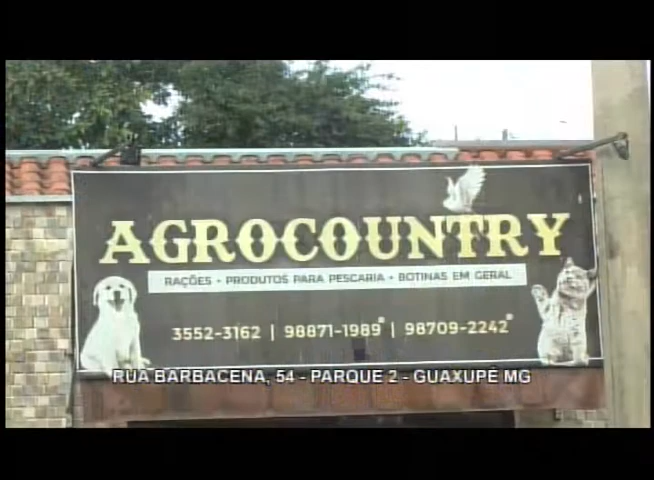 AGROCOUNTRY
RAÇÕES • PRODUTOS PARA PESCARIA • BOTINAS EM GERAL
3552-3162 | 98871-1989 | 98709-2242
RUA BARBACENA, 54 - PARQUE 2 - GUAXUPÉ MG